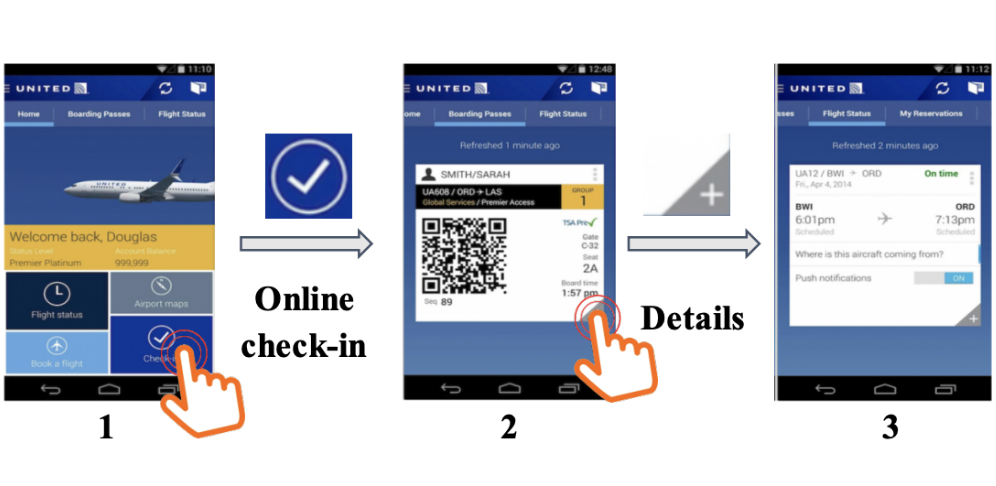 11:10
UNITED
Home Boarding Passes Flight Status
UNITED
Welcome back, Douglas
Status Level Account Balance
Premier Platinum 999,999
Flight status
Airport maps
Book a flight
Check-
1
Online
check-in
12:48
UNITED
ome Boarding Passes Flight Status
Refreshed 1 minute ago
SMITH/SARAH
UA608 / ORD → LAS
Global Services / Premier Access
GROUP
1
TSA Pre✓
Gate
C-32
Seat
2A
Board time
1:57 pm
Seq 89
2
Details
11:12
UNITED
sses Flight Status My Reservations
Refreshed 2 minutes ago
UA12 / BWI → ORD On time
Fri., Apr 4, 2014
BWI ORD
6:01pm 7:13pm
Scheduled Scheduled
Where is this aircraft coming from?
Push notifications ON
3